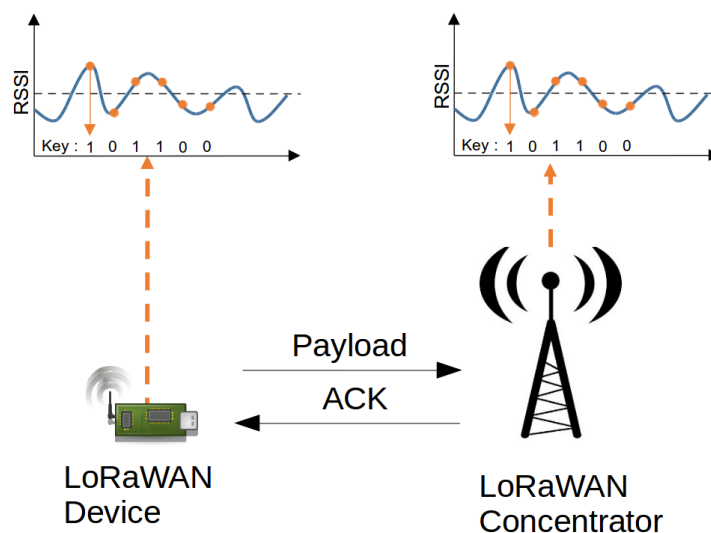 RSSI
Key : 1 0 1 1 0 0
RSSI
Key : 1 0 1 1 0 0
Payload
ACK
LoRaWAN
Device
LoRaWAN
Concentrator